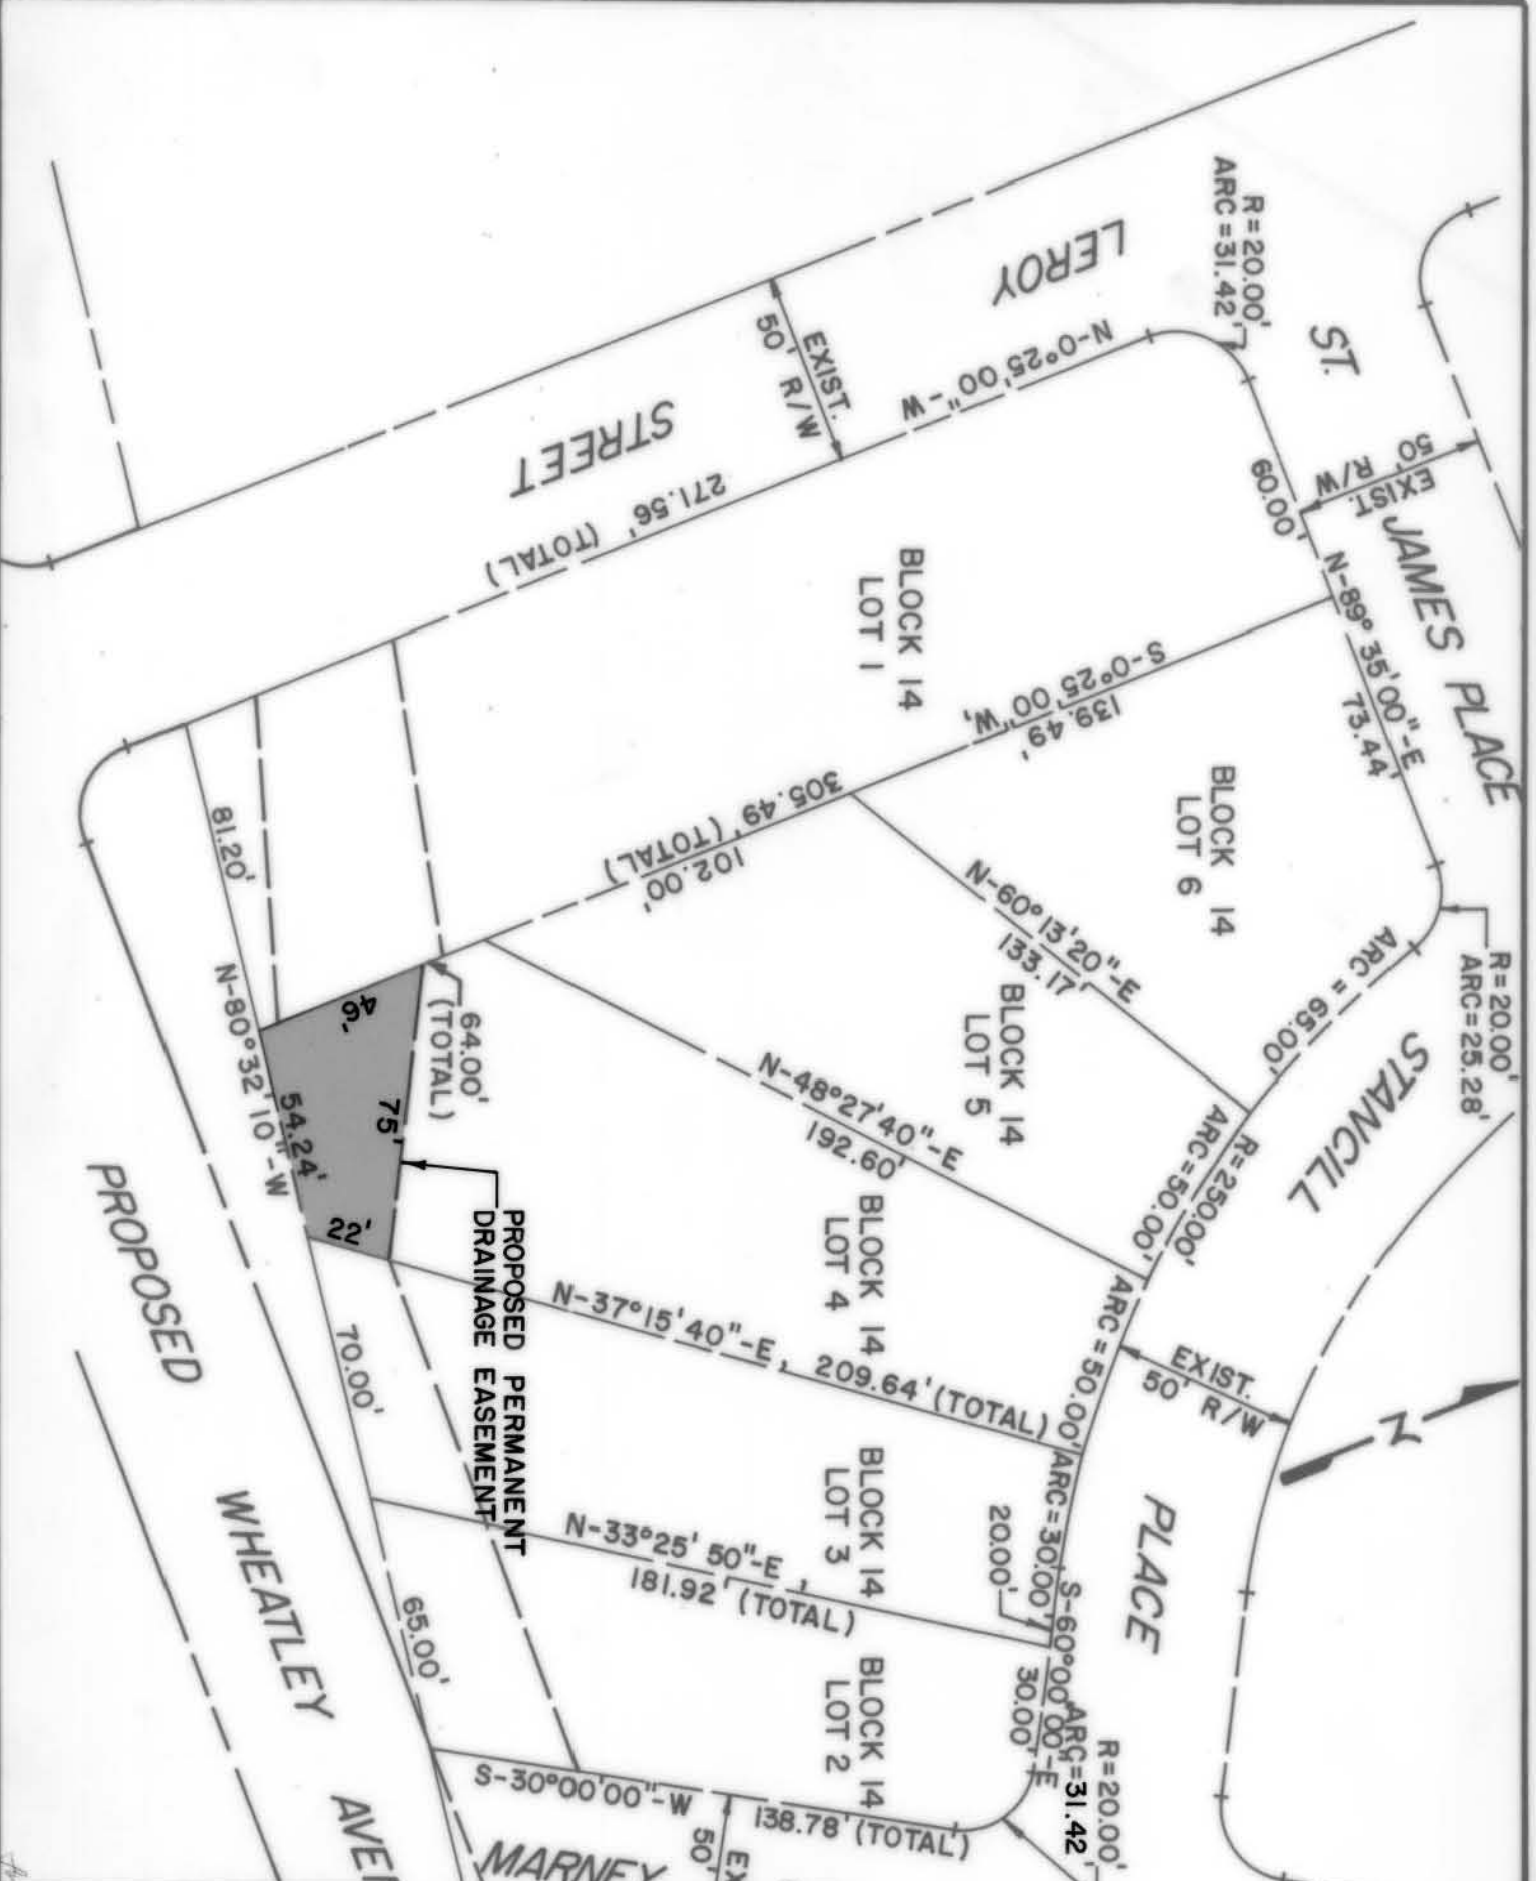 R=20.00'
ARC=31.42'
LEROY
STREET
ST.
JAMES PLACE
EXIST.
50' R/W
N-0°25'00"-W
271.56' (TOTAL)
EXIST.
50' R/W
60.00'
N-89°35'00"-E
73.44'
BLOCK 14
LOT 1
S-0°25'00"W,
139.49'
305.49' (TOTAL)
102.00'
BLOCK 14
LOT 6
R=20.00'
ARC=25.28'
ARC = 65.00'
N-60°13'20"-E
133.17'
BLOCK 14
LOT 5
STANCILL
PLACE
R=250.00'
ARC=50.00'
N-48°27'40"-E
192.60'
BLOCK 14
LOT 4
ARC = 50.00'
EXIST.
50' R/W
N
81.20'
N-80°32'10"-W
46'
64.00'
(TOTAL)
75'
54.24'
22'
PROPOSED PERMANENT
DRAINAGE EASEMENT
N-37°15'40"-E, 209.64' (TOTAL)
70.00'
BLOCK 14
LOT 3
ARC=30.00'
20.00'
N-33°25'50"-E,
181.92' (TOTAL)
65.00'
BLOCK 14
LOT 2
S-60°00'00"-E
30.00'
R=20.00'
ARC=31.42'
S-30°00'00"-W
138.78' (TOTAL)
PROPOSED WHEATLEY AVE
MARNEY
EX
50'